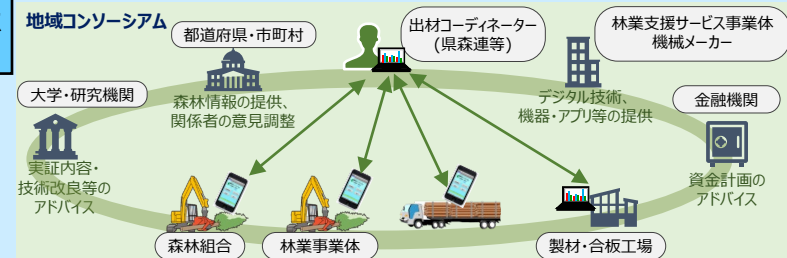 地域コンソーシアム
都道府県・市町村
出材コーディネーター
(県森連等)
林業支援サービス事業体
機械メーカー
大学・研究機関
森林情報の提供、
関係者の意見調整
デジタル技術、
機器・アプリ等の提供
金融機関
実証内容・
技術改良等の
アドバイス
資金計画の
アドバイス
森林組合
林業事業体
製材・合板工場